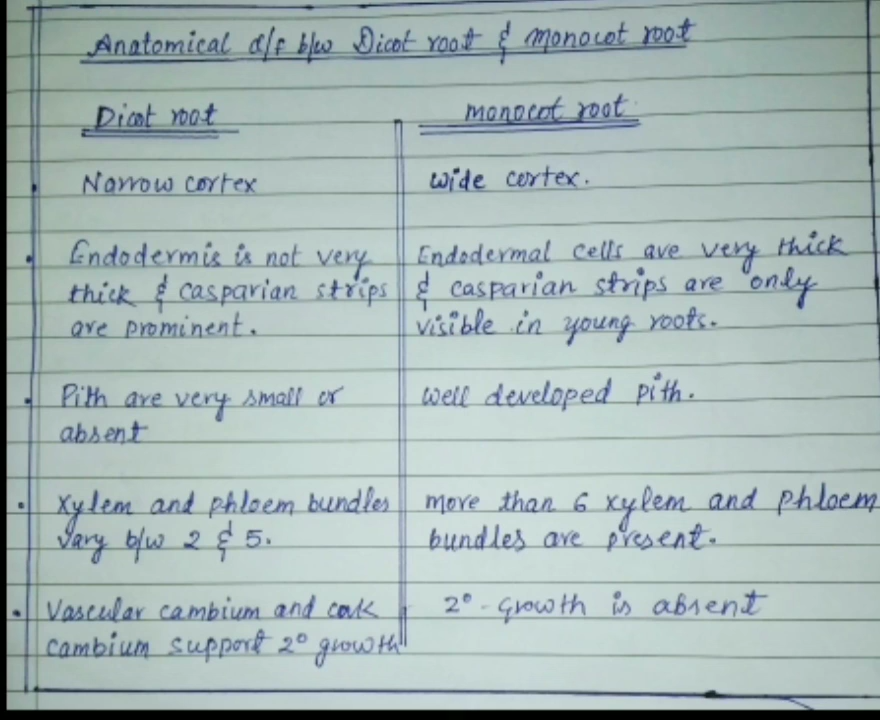 Anatomical d/f b/w Dicot root & monocot root
Dicot root
monocot root
Narrow cortex
wide cortex.
Endodermis is not very
thick & casparian strips
are prominent.
Endodermal cells are very thick
& casparian strips are only
visible in young roots.
Pith are very small or
absent
well developed pith.
Xylem and phloem bundles
vary b/w 2 & 5.
more than 6 xylem and phloem
bundles are present.
Vascular cambium and cork
cambium support 2° growth
2° - growth is absent